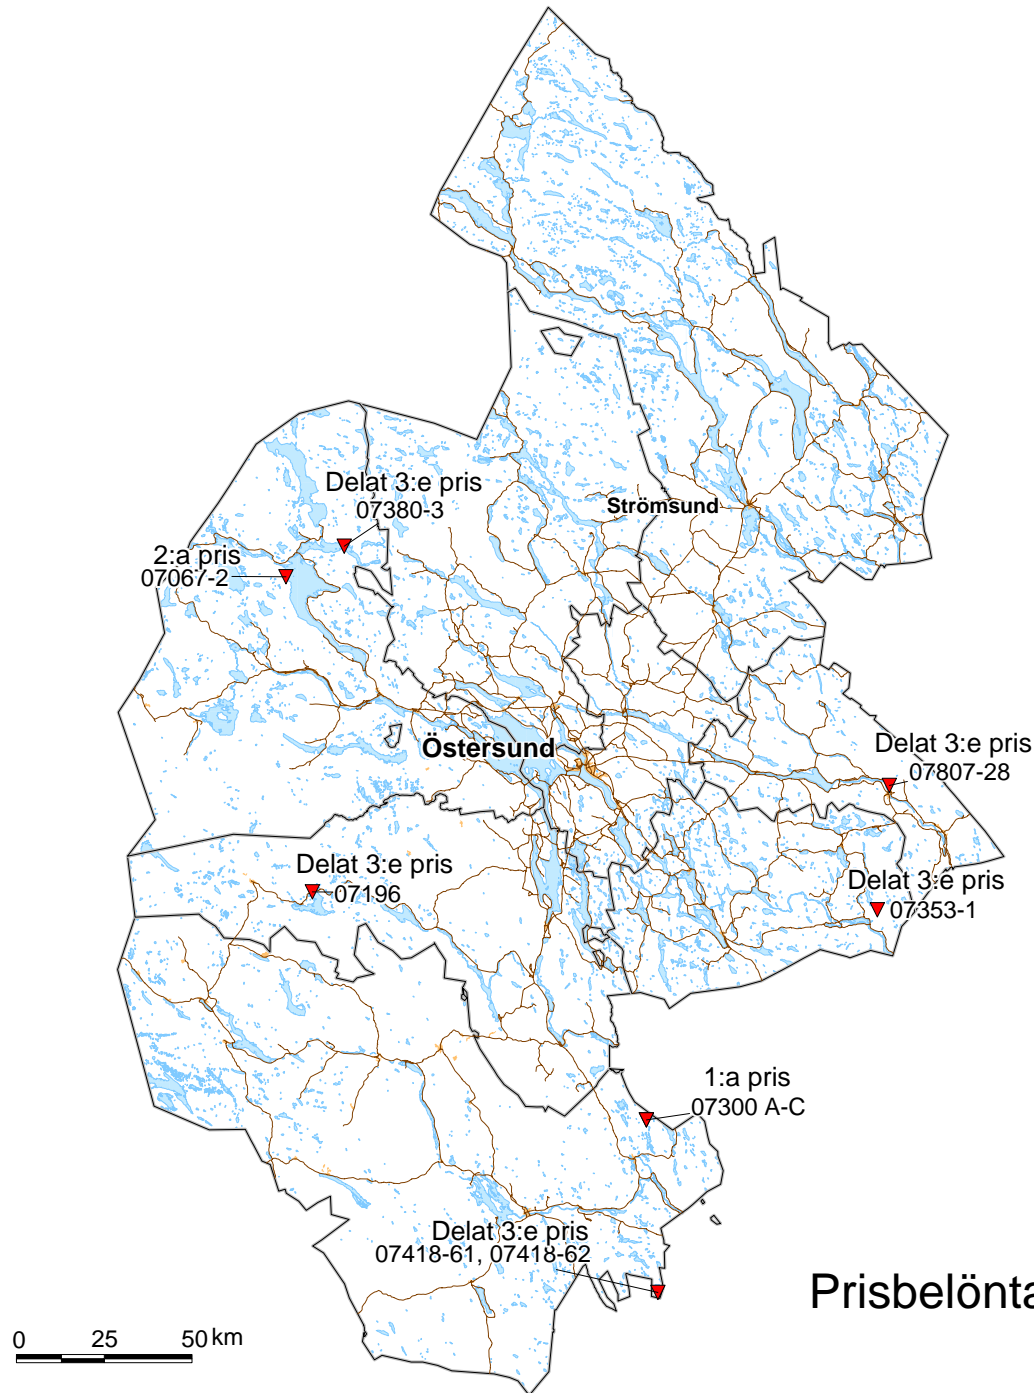 Delat 3:e pris
07380-3
Strömsund
2:a pris
07067-2
Östersund
Delat 3:e pris
07807-28
Delat 3:e pris
07196
Delat 3:e pris
07353-1
1:a pris
07300 A-C
Delat 3:e pris
07418-61, 07418-62
Prisbelönta
0 25 50 km